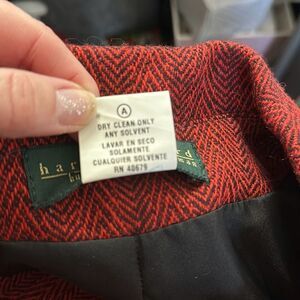 A
DRY CLEAN ONLY
ANY SOLVENT
LAVAR EN SECO
SOLAMENTE
CUALQUIER SOLVENTE
RN 40679